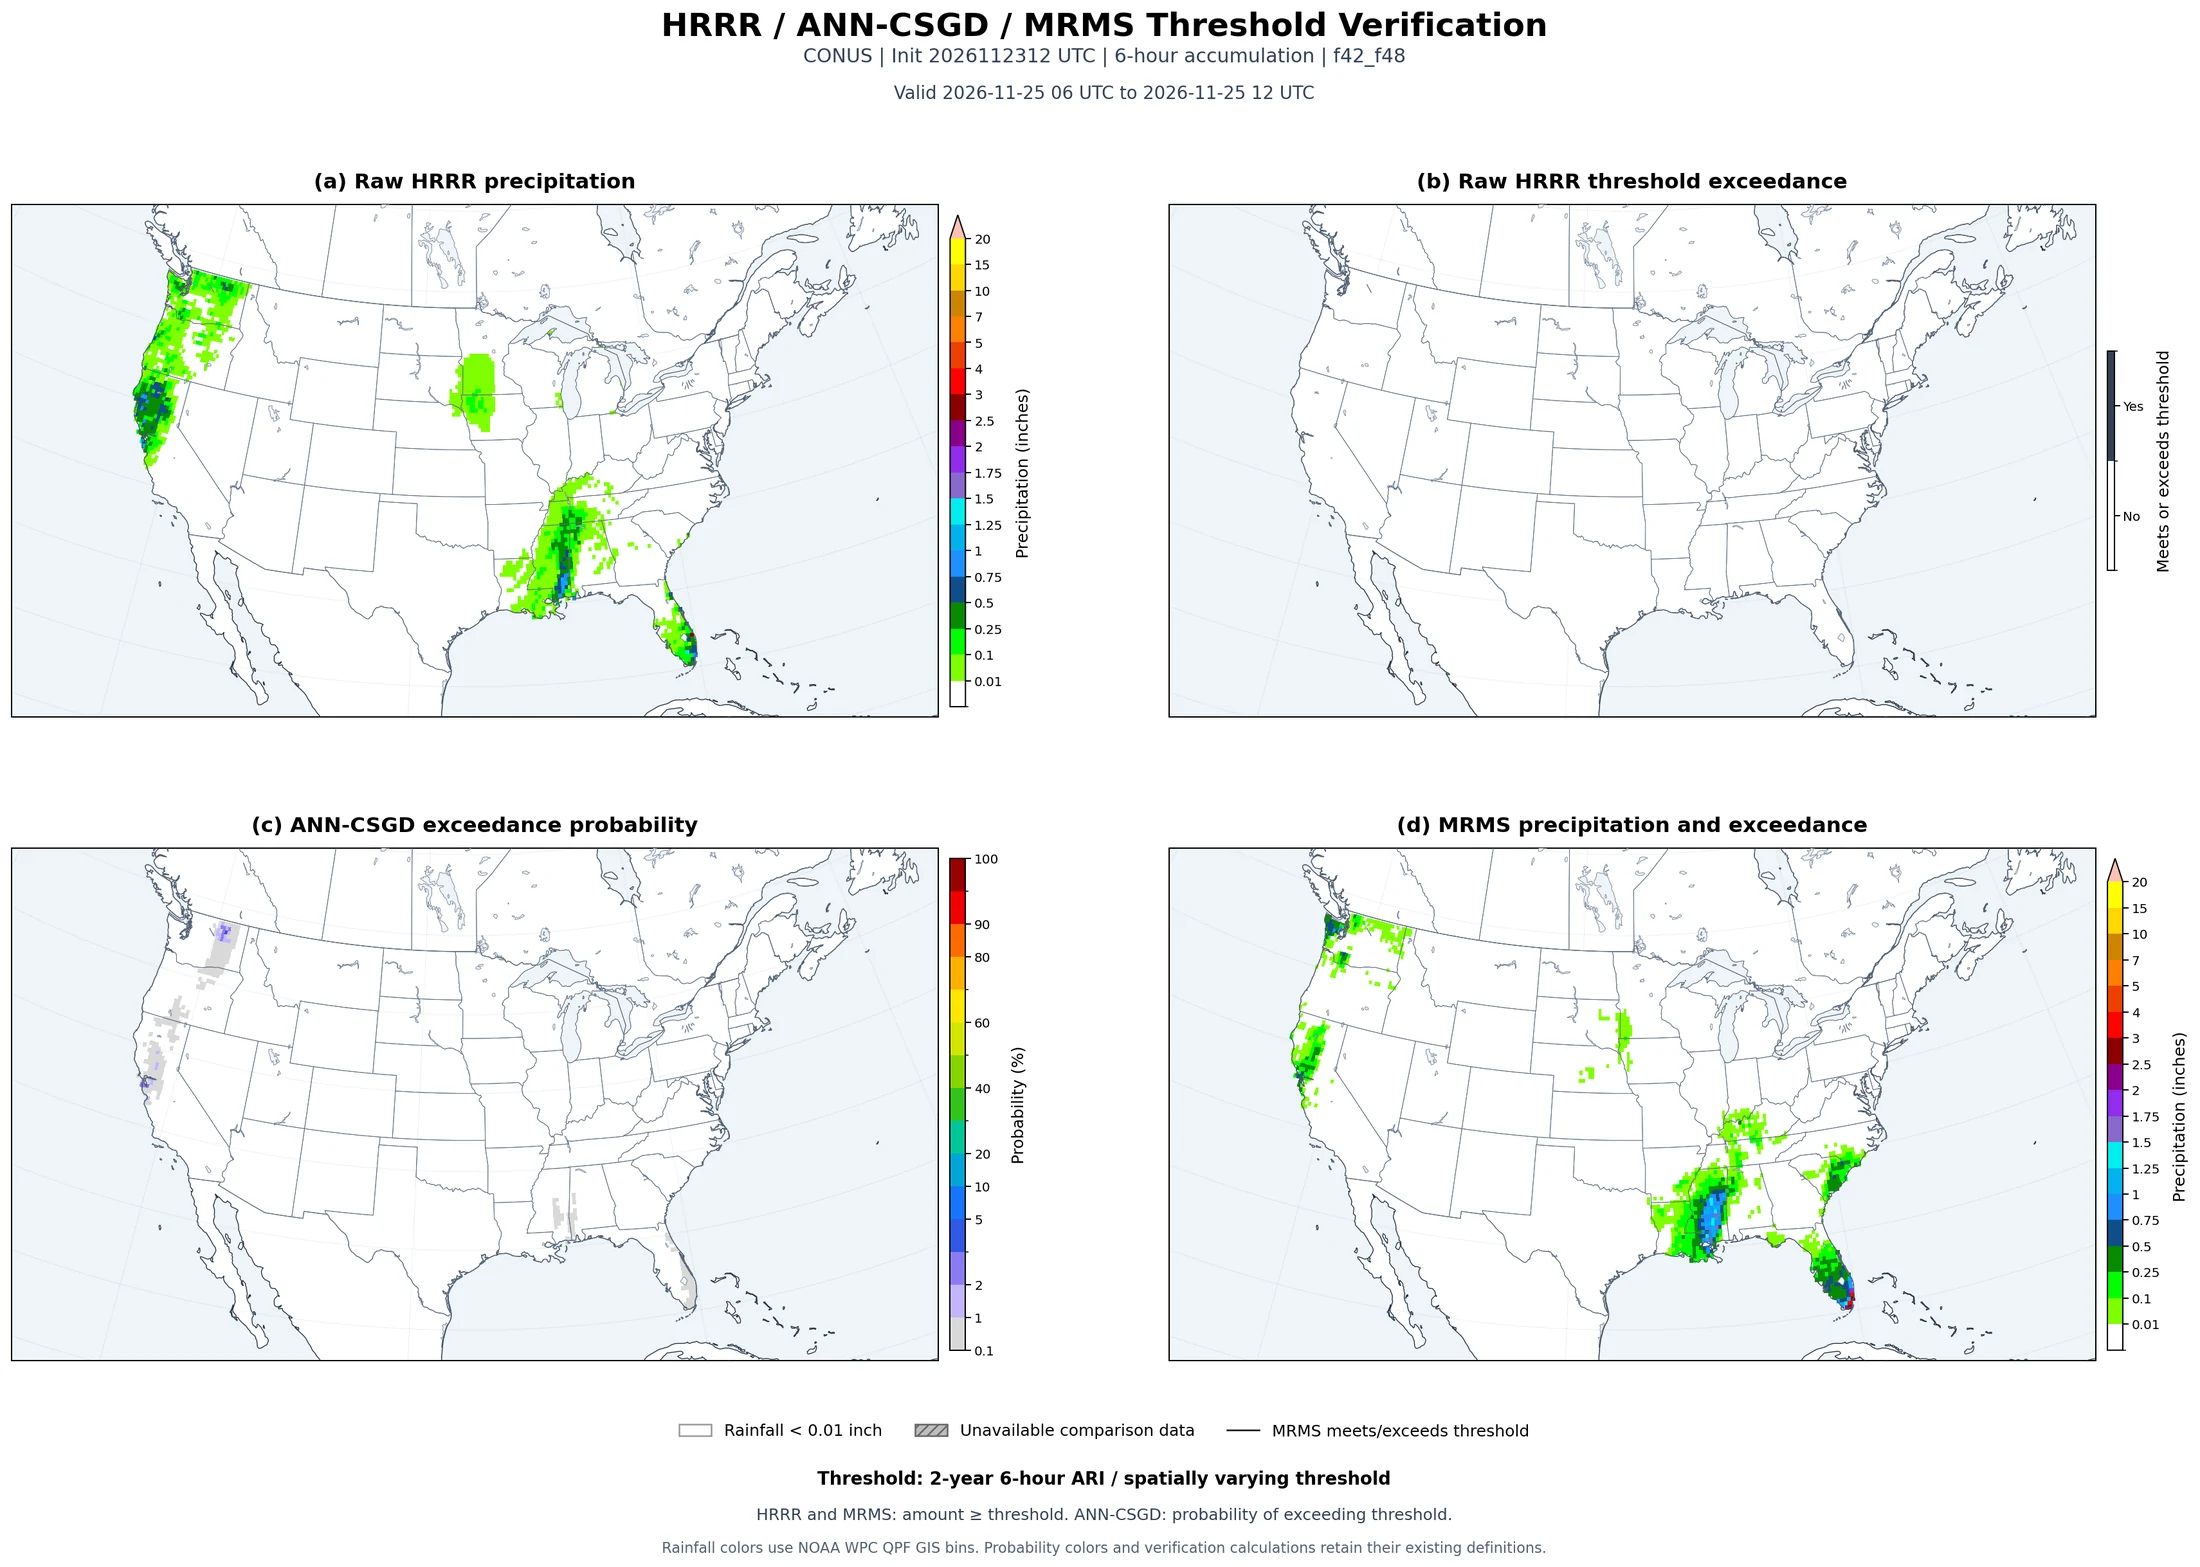 HRRR / ANN-CSGD / MRMS Threshold Verification
CONUS | Init 2026112312 UTC | 6-hour accumulation | f42_f48
Valid 2026-11-25 06 UTC to 2026-11-25 12 UTC
(a) Raw HRRR precipitation
20
15
10
7
5
4
3
2.5
2
1.75
1.5
1.25
1
0.75
0.5
0.25
0.1
0.01
Precipitation (inches)
(b) Raw HRRR threshold exceedance
Yes
No
Meets or exceeds threshold
(c) ANN-CSGD exceedance probability
100
90
80
60
40
20
10
5
2
1
0.1
Probability (%)
(d) MRMS precipitation and exceedance
20
15
10
7
5
4
3
2.5
2
1.75
1.5
1.25
1
0.75
0.5
0.25
0.1
0.01
Precipitation (inches)
Rainfall < 0.01 inch
Unavailable comparison data
MRMS meets/exceeds threshold
Threshold: 2-year 6-hour ARI / spatially varying threshold
HRRR and MRMS: amount ≥ threshold. ANN-CSGD: probability of exceeding threshold.
Rainfall colors use NOAA WPC QPF GIS bins. Probability colors and verification calculations retain their existing definitions.